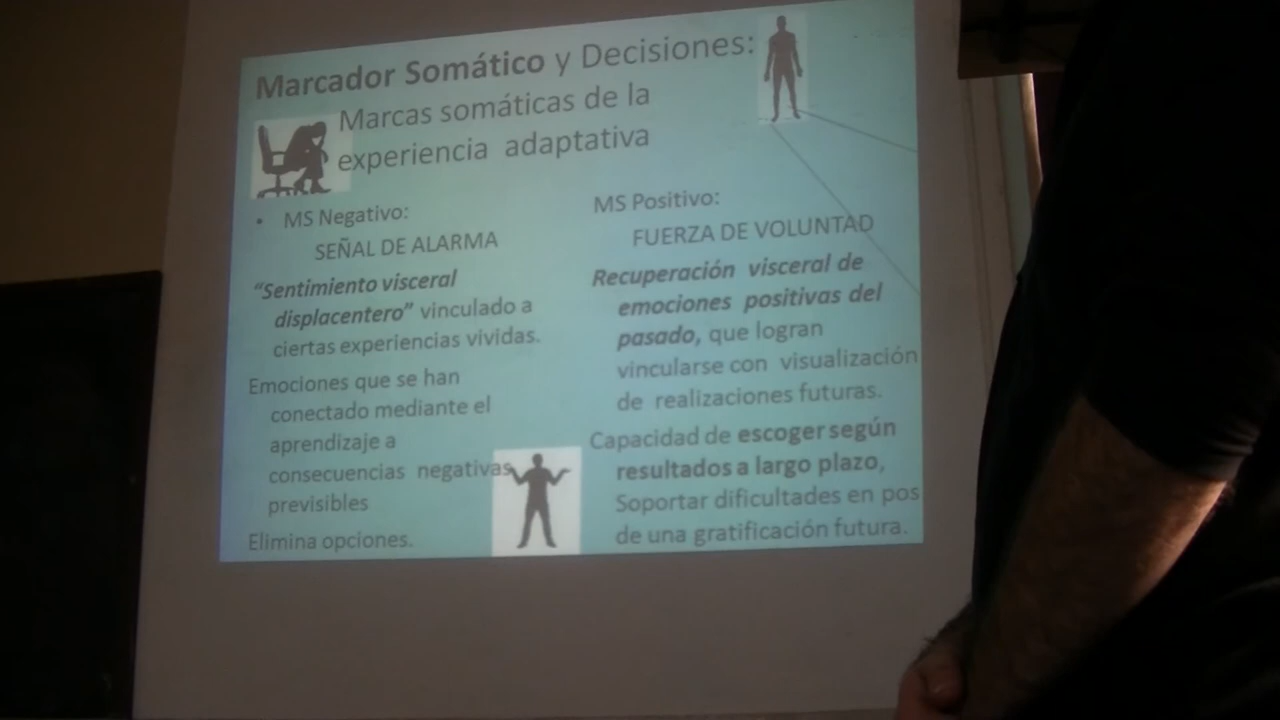 Marcador Somático y Decisiones:
Marcas somáticas de la
experiencia adaptativa
• MS Negativo:
SEÑAL DE ALARMA
“Sentimiento visceral
displacentero” vinculado a
ciertas experiencias vividas.
Emociones que se han
conectado mediante el
aprendizaje a
consecuencias negativas
previsibles
Elimina opciones.
MS Positivo:
FUERZA DE VOLUNTAD
Recuperación visceral de
emociones positivas del
pasado, que logran
vincularse con visualización
de realizaciones futuras.
Capacidad de escoger según
resultados a largo plazo,
Soportar dificultades en pos
de una gratificación futura.